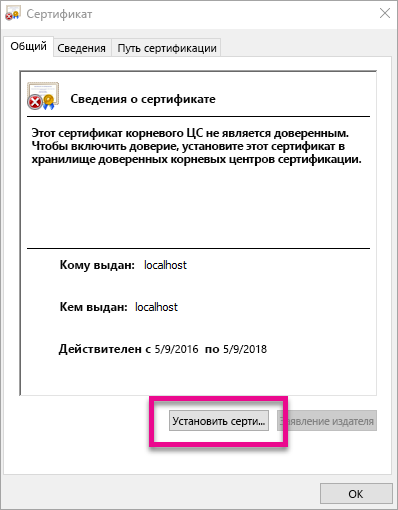 Сертификат
Общий Сведения Путь сертификации
Сведения о сертификате
Этот сертификат корневого ЦС не является доверенным.
Чтобы включить доверие, установите этот сертификат в
хранилище доверенных корневых центров сертификации.
Кому выдан: localhost
Кем выдан: localhost
Действителен с 5/9/2016 по 5/9/2018
Установить серти... Заявление издателя
OK